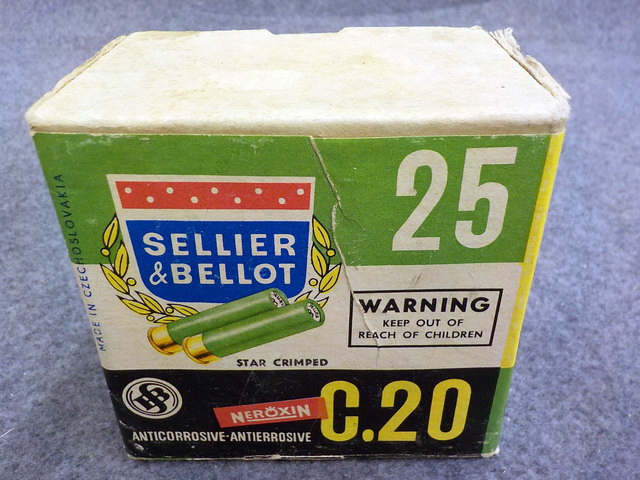 25
MADE IN CZECHOSLOVAKIA
SELLIER
& BELLOT
WARNING
KEEP OUT OF
REACH OF CHILDREN
STAR CRIMPED
NERÖXIN
C.20
ANTICORROSIVE-ANTIERROSIVE